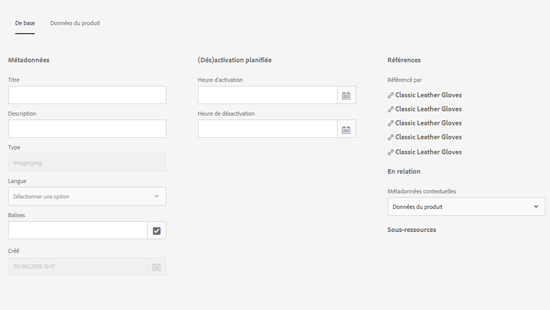 De base
Données du produit
Métadonnées
Titre
Description
Type
image/jpeg
Langue
Sélectionner une option
Balises
Créé
05/06/2018 10:17
(Dés)activation planifiée
Heure d'activation
Heure de désactivation
Références
Référencé par
Classic Leather Gloves
Classic Leather Gloves
Classic Leather Gloves
Classic Leather Gloves
Classic Leather Gloves
En relation
Métadonnées contextuelles
Données du produit
Sous-ressources